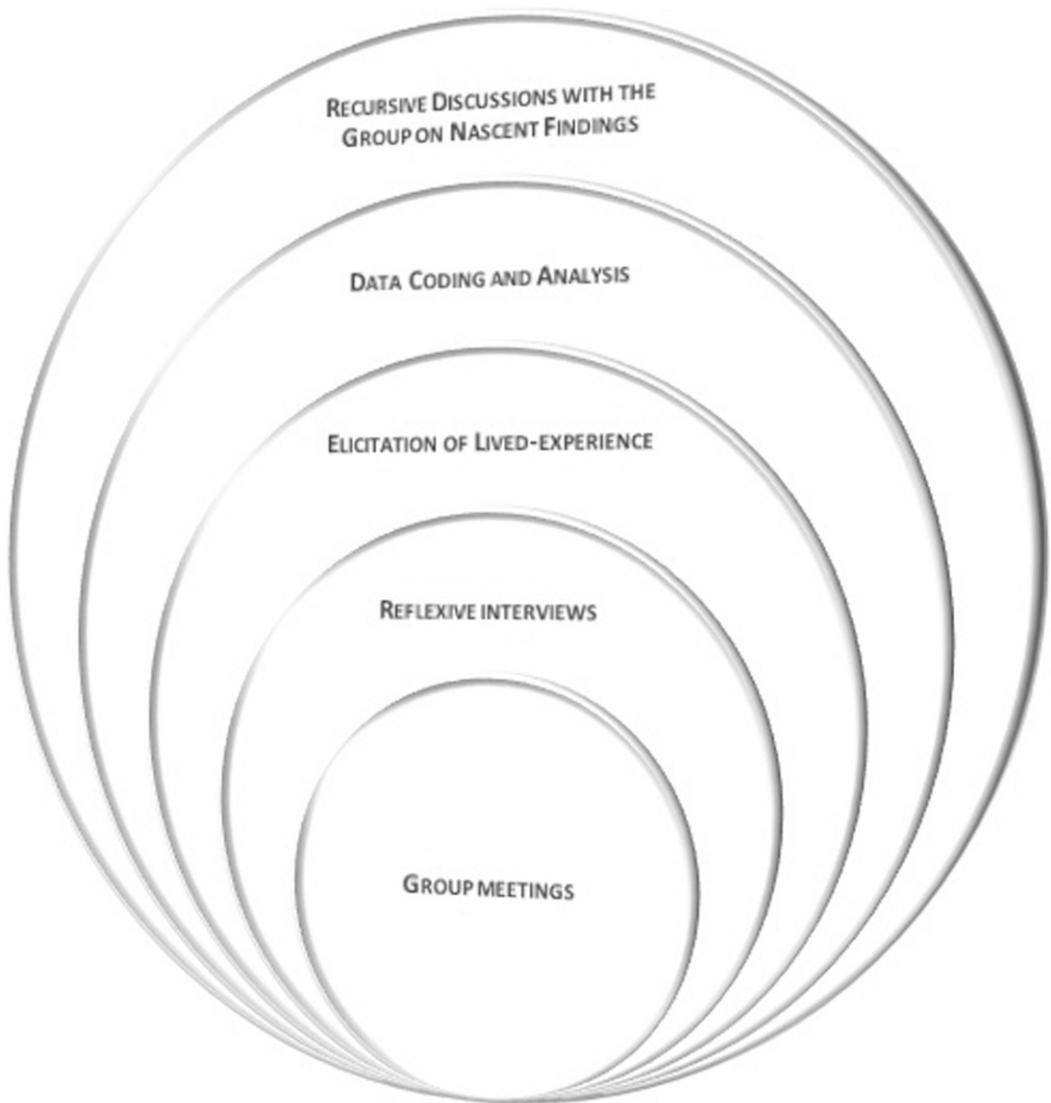 Recursive Discussions with the
Group on Nascent Findings
Data Coding and Analysis
Elicitation of Lived-experience
Reflexive interviews
Group meetings